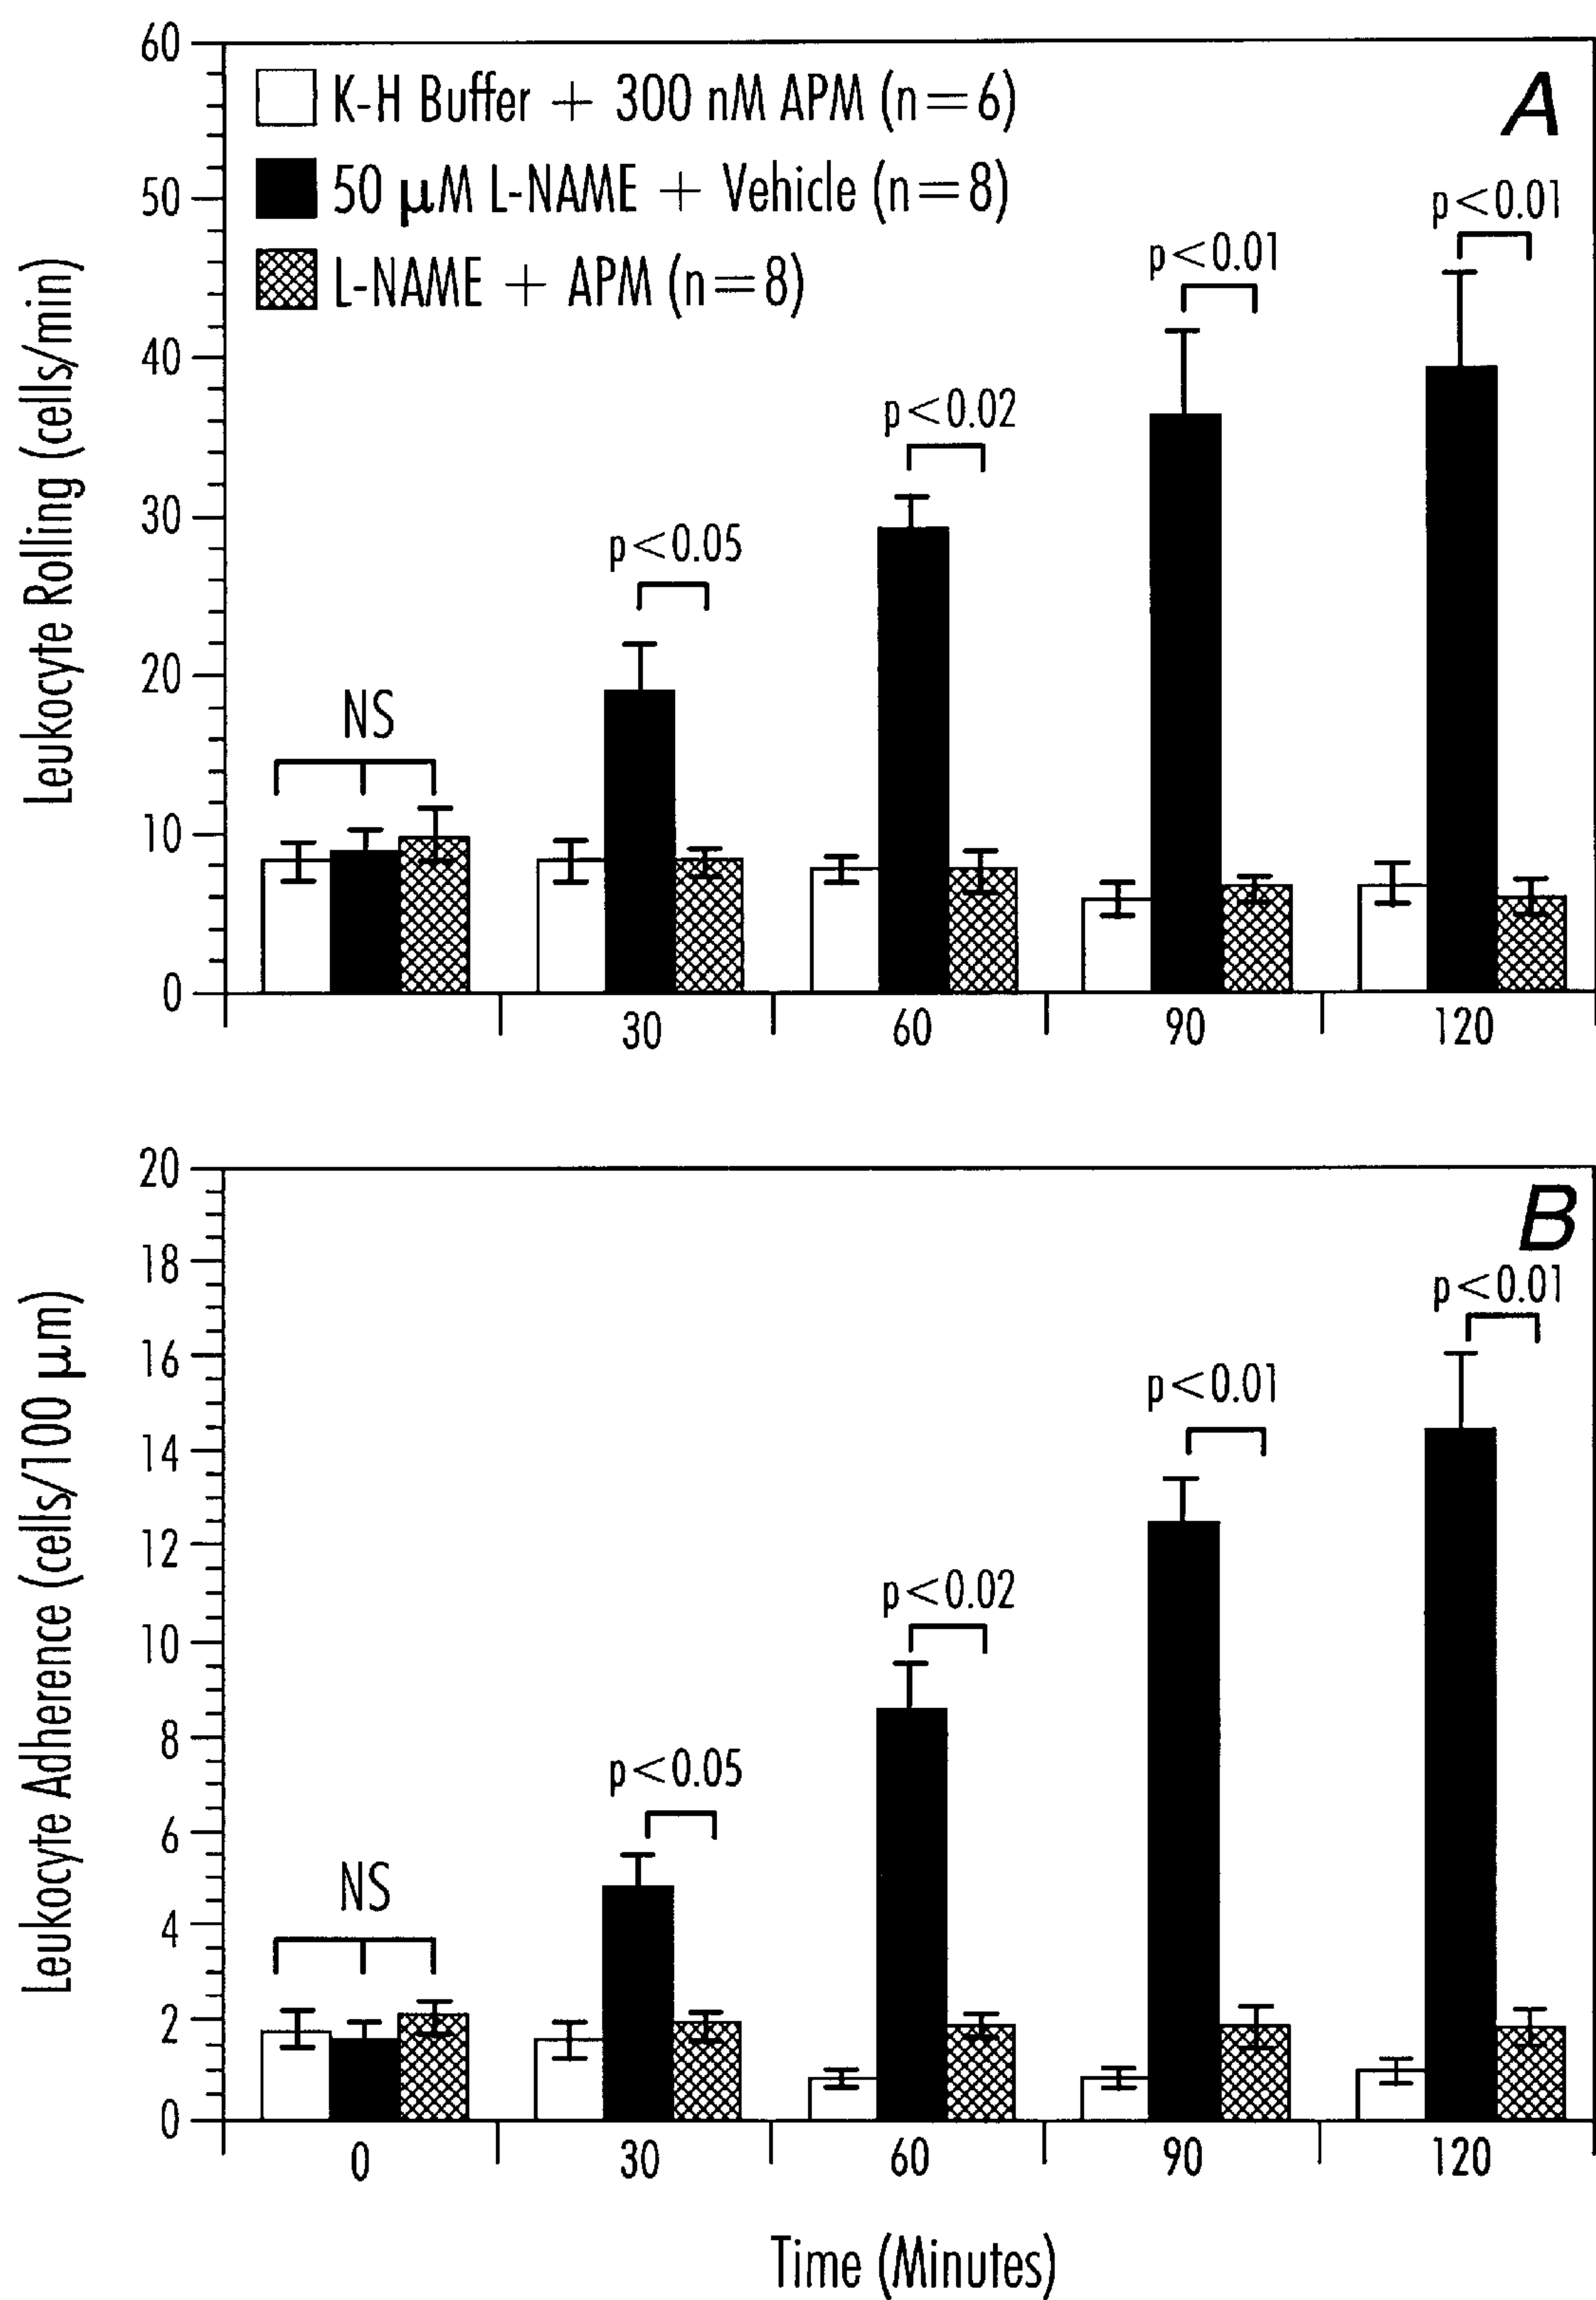 A
K-H Buffer + 300 nM APM (n=6)
50 µM L-NAME + Vehicle (n=8)
L-NAME + APM (n=8)
Leukocyte Rolling (cells/min)
60
50
40
30
20
10
0
NS
p<0.05
p<0.02
p<0.01
p<0.01
30
60
90
120
B
Leukocyte Adherence (cells/100 µm)
20
18
16
14
12
10
8
6
4
2
0
NS
p<0.05
p<0.02
p<0.01
p<0.01
0
30
60
90
120
Time (Minutes)